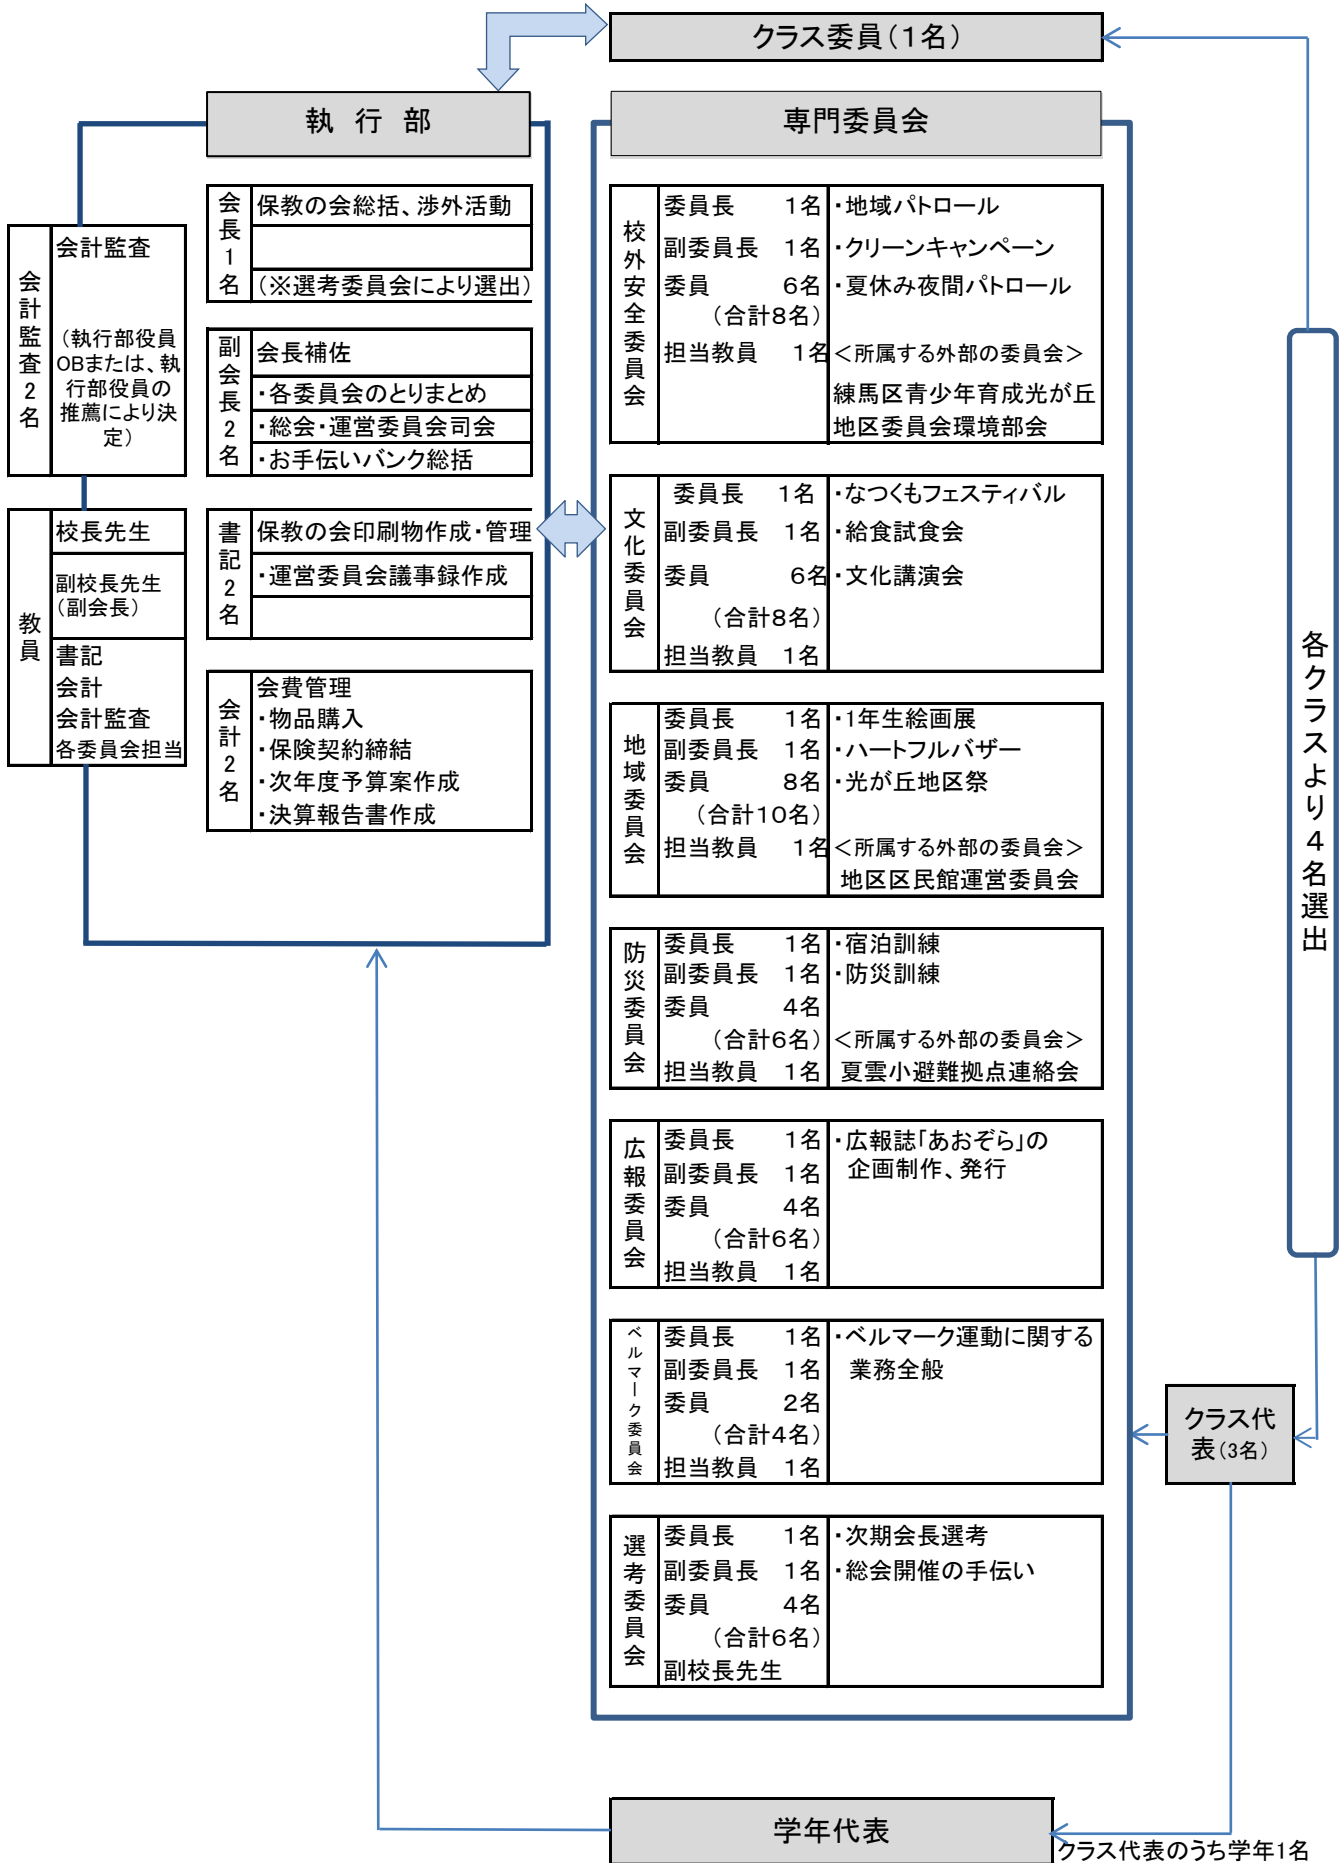 クラス委員（１名）
執 行 部
専門委員会
会計監査２名
会計監査
（執行部役員
OBまたは、執
行部役員の
推薦により決
定）
教員
校長先生
副校長先生
（副会長）
書記
会計
会計監査
各委員会担当
会長１名
保教の会総括、渉外活動
（※選考委員会により選出）
副会長２名
会長補佐
・各委員会のとりまとめ
・総会・運営委員会司会
・お手伝いバンク総括
書記２名
保教の会印刷物作成・管理
・運営委員会議事録作成
会計２名
会費管理
・物品購入
・保険契約締結
・次年度予算案作成
・決算報告書作成
校外安全委員会
委員長 １名
副委員長 １名
委員 ６名
（合計８名）
担当教員 １名
・地域パトロール
・クリーンキャンペーン
・夏休み夜間パトロール
＜所属する外部の委員会＞
練馬区青少年育成光が丘
地区委員会環境部会
文化委員会
委員長 １名
副委員長 １名
委員 ６名
（合計８名）
担当教員 １名
・なつくもフェスティバル
・給食試食会
・文化講演会
地域委員会
委員長 １名
副委員長 １名
委員 ８名
（合計１０名）
担当教員 １名
・1年生絵画展
・ハートフルバザー
・光が丘地区祭
＜所属する外部の委員会＞
地区区民館運営委員会
防災委員会
委員長 １名
副委員長 １名
委員 ４名
（合計６名）
担当教員 １名
・宿泊訓練
・防災訓練
＜所属する外部の委員会＞
夏雲小避難拠点連絡会
広報委員会
委員長 １名
副委員長 １名
委員 ４名
（合計６名）
担当教員 １名
・広報誌「あおぞら」の
企画制作、発行
ベルマーク委員会
委員長 １名
副委員長 １名
委員 ２名
（合計４名）
担当教員 １名
・ベルマーク運動に関する
業務全般
選考委員会
委員長 １名
副委員長 １名
委員 ４名
（合計６名）
副校長先生
・次期会長選考
・総会開催の手伝い
各クラスより４名選出
クラス代
表（3名）
学年代表
クラス代表のうち学年1名